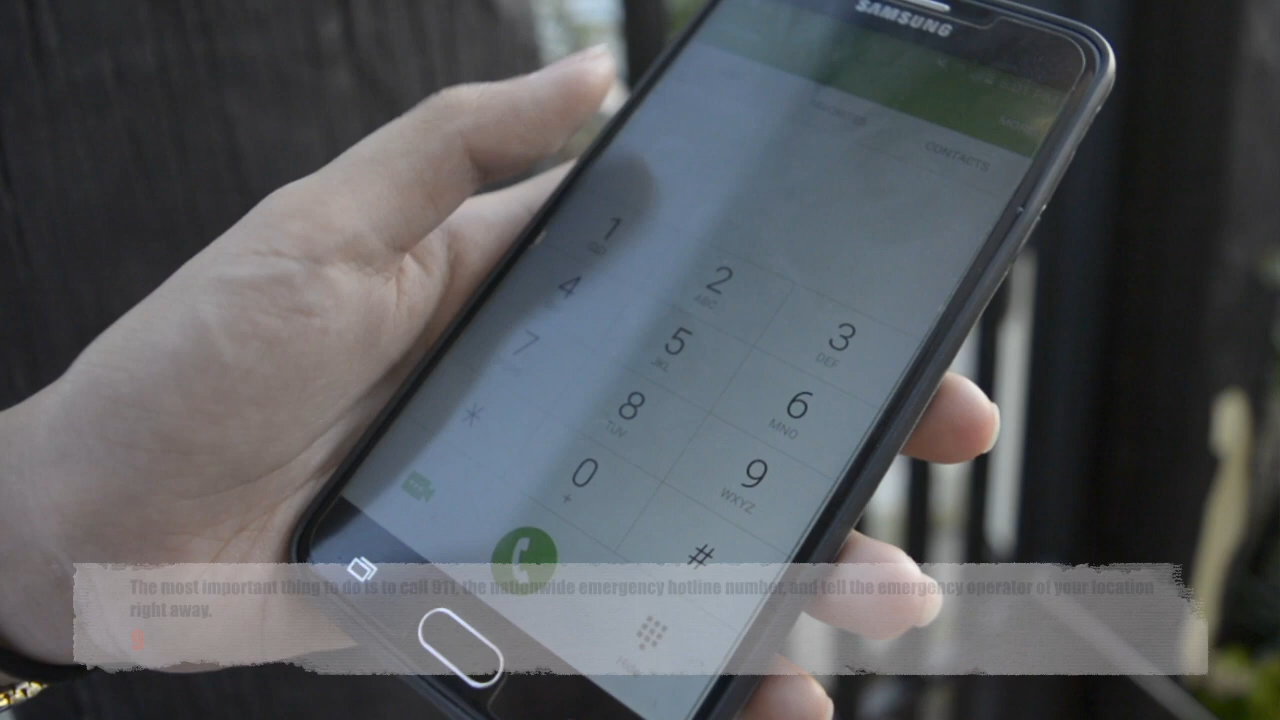 SAMSUNG
CONTACTS
1
2
ABC
3
DEF
4
5
JKL
6
MNO
7
8
TUV
9
WXYZ
*
0
+
#
The most important thing to do is to call 911, the nationwide emergency hotline number, and tell the emergency operator of your location
right away.